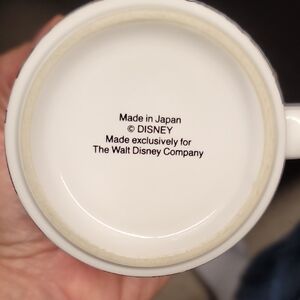 Made in Japan
© DISNEY
Made exclusively for
The Walt Disney Company